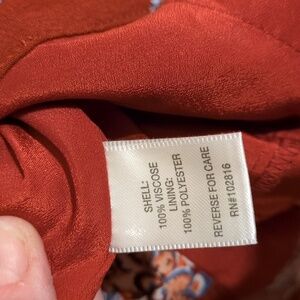 SHELL:
100% VISCOSE
LINING:
100% POLYESTER
REVERSE FOR CARE
RN#102816